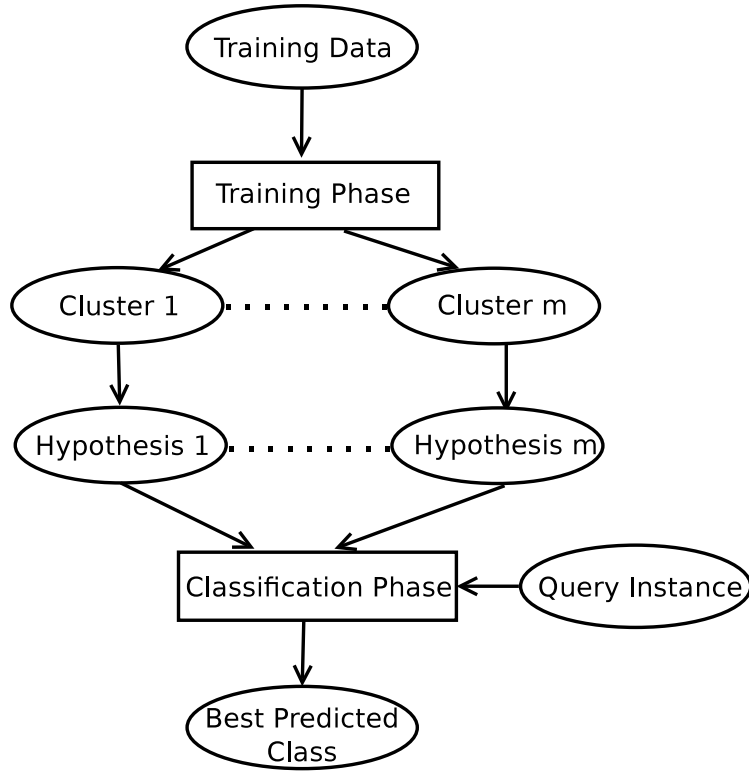 Training Data
Training Phase
Cluster 1
Cluster m
Hypothesis 1
Hypothesis m
Classification Phase
Query Instance
Best Predicted
Class